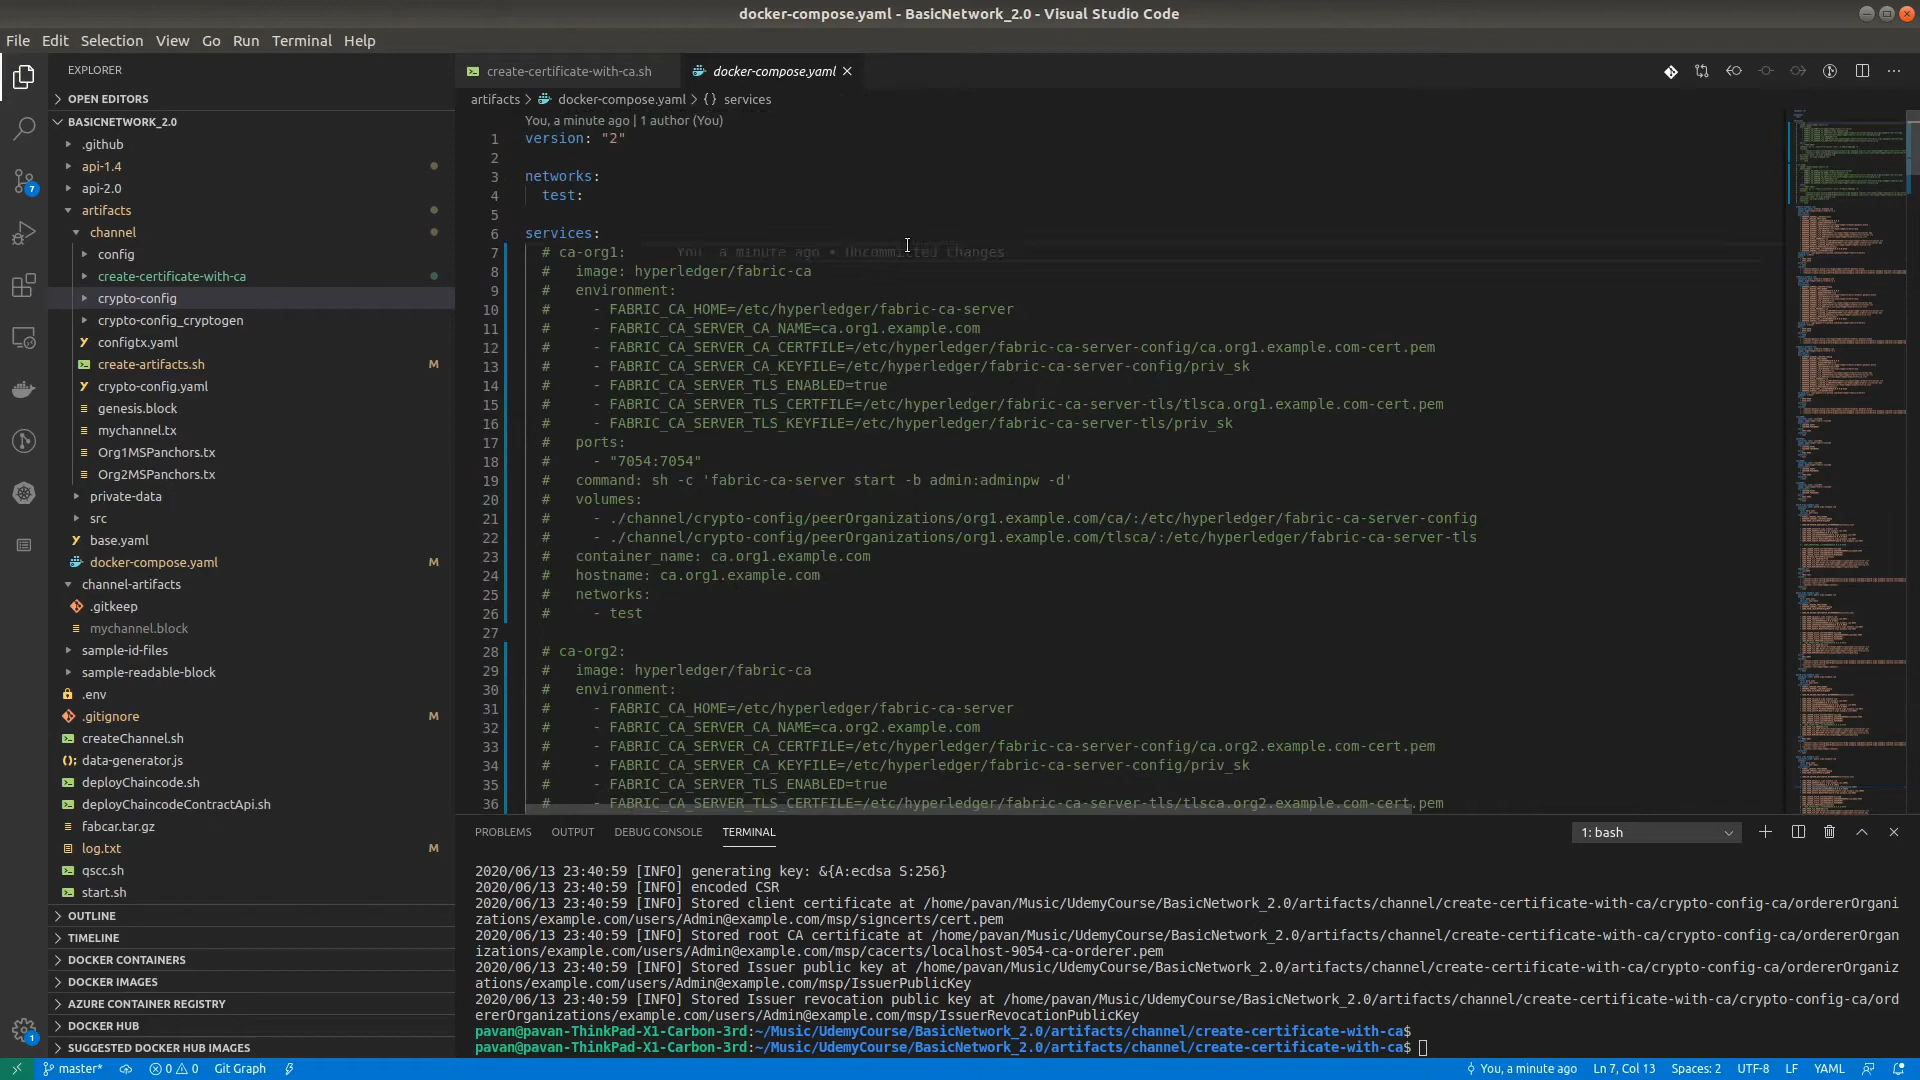 docker-compose.yaml - BasicNetwork_2.0 - Visual Studio Code
File Edit Selection View Go Run Terminal Help
EXPLORER
OPEN EDITORS
BASICNETWORK_2.0
.github
api-1.4
api-2.0
artifacts
channel
config
create-certificate-with-ca
crypto-config
crypto-config_cryptogen
configtx.yaml
create-artifacts.sh M
crypto-config.yaml
genesis.block
mychannel.tx
Org1MSPanchors.tx
Org2MSPanchors.tx
private-data
src
base.yaml
docker-compose.yaml M
channel-artifacts
.gitkeep
mychannel.block
sample-id-files
sample-readable-block
.env
.gitignore M
createChannel.sh
data-generator.js
deployChaincode.sh
deployChaincodeContractApi.sh
fabcar.tar.gz
log.txt M
qscc.sh
start.sh
OUTLINE
TIMELINE
DOCKER CONTAINERS
DOCKER IMAGES
AZURE CONTAINER REGISTRY
DOCKER HUB
SUGGESTED DOCKER HUB IMAGES
7
1
create-certificate-with-ca.sh docker-compose.yaml
artifacts > docker-compose.yaml > {} services
You, a minute ago | 1 author (You)
1 version: "2"
2
3 networks:
4 test:
5
6 services:
7 # ca-org1: You, a minute ago • Uncommitted Changes
8 # image: hyperledger/fabric-ca
9 # environment:
10 # - FABRIC_CA_HOME=/etc/hyperledger/fabric-ca-server
11 # - FABRIC_CA_SERVER_CA_NAME=ca.org1.example.com
12 # - FABRIC_CA_SERVER_CA_CERTFILE=/etc/hyperledger/fabric-ca-server-config/ca.org1.example.com-cert.pem
13 # - FABRIC_CA_SERVER_CA_KEYFILE=/etc/hyperledger/fabric-ca-server-config/priv_sk
14 # - FABRIC_CA_SERVER_TLS_ENABLED=true
15 # - FABRIC_CA_SERVER_TLS_CERTFILE=/etc/hyperledger/fabric-ca-server-tls/tlsca.org1.example.com-cert.pem
16 # - FABRIC_CA_SERVER_TLS_KEYFILE=/etc/hyperledger/fabric-ca-server-tls/priv_sk
17 # ports:
18 # - "7054:7054"
19 # command: sh -c 'fabric-ca-server start -b admin:adminpw -d'
20 # volumes:
21 # - ./channel/crypto-config/peerOrganizations/org1.example.com/ca/:/etc/hyperledger/fabric-ca-server-config
22 # - ./channel/crypto-config/peerOrganizations/org1.example.com/tlsca/:/etc/hyperledger/fabric-ca-server-tls
23 # container_name: ca.org1.example.com
24 # hostname: ca.org1.example.com
25 # networks:
26 # - test
27
28 # ca-org2:
29 # image: hyperledger/fabric-ca
30 # environment:
31 # - FABRIC_CA_HOME=/etc/hyperledger/fabric-ca-server
32 # - FABRIC_CA_SERVER_CA_NAME=ca.org2.example.com
33 # - FABRIC_CA_SERVER_CA_CERTFILE=/etc/hyperledger/fabric-ca-server-config/ca.org2.example.com-cert.pem
34 # - FABRIC_CA_SERVER_CA_KEYFILE=/etc/hyperledger/fabric-ca-server-config/priv_sk
35 # - FABRIC_CA_SERVER_TLS_ENABLED=true
36 # - FABRIC_CA_SERVER_TLS_CERTFILE=/etc/hyperledger/fabric-ca-server-tls/tlsca.org2.example.com-cert.pem
PROBLEMS OUTPUT DEBUG CONSOLE TERMINAL 1: bash
2020/06/13 23:40:59 [INFO] generating key: &{A:ecdsa S:256}
2020/06/13 23:40:59 [INFO] encoded CSR
2020/06/13 23:40:59 [INFO] Stored client certificate at /home/pavan/Music/UdemyCourse/BasicNetwork_2.0/artifacts/channel/create-certificate-with-ca/crypto-config-ca/ordererOrgani
zations/example.com/users/Admin@example.com/msp/signcerts/cert.pem
2020/06/13 23:40:59 [INFO] Stored root CA certificate at /home/pavan/Music/UdemyCourse/BasicNetwork_2.0/artifacts/channel/create-certificate-with-ca/crypto-config-ca/ordererOrgan
izations/example.com/users/Admin@example.com/msp/cacerts/localhost-9054-ca-orderer.pem
2020/06/13 23:40:59 [INFO] Stored Issuer public key at /home/pavan/Music/UdemyCourse/BasicNetwork_2.0/artifacts/channel/create-certificate-with-ca/crypto-config-ca/ordererOrganiz
ations/example.com/users/Admin@example.com/msp/IssuerPublicKey
2020/06/13 23:40:59 [INFO] Stored Issuer revocation public key at /home/pavan/Music/UdemyCourse/BasicNetwork_2.0/artifacts/channel/create-certificate-with-ca/crypto-config-ca/ord
ererOrganizations/example.com/users/Admin@example.com/msp/IssuerRevocationPublicKey
pavan@pavan-ThinkPad-X1-Carbon-3rd:~/Music/UdemyCourse/BasicNetwork_2.0/artifacts/channel/create-certificate-with-ca$
pavan@pavan-ThinkPad-X1-Carbon-3rd:~/Music/UdemyCourse/BasicNetwork_2.0/artifacts/channel/create-certificate-with-ca$
master* 0 0 Git Graph You, a minute ago Ln 7, Col 13 Spaces: 2 UTF-8 LF YAML